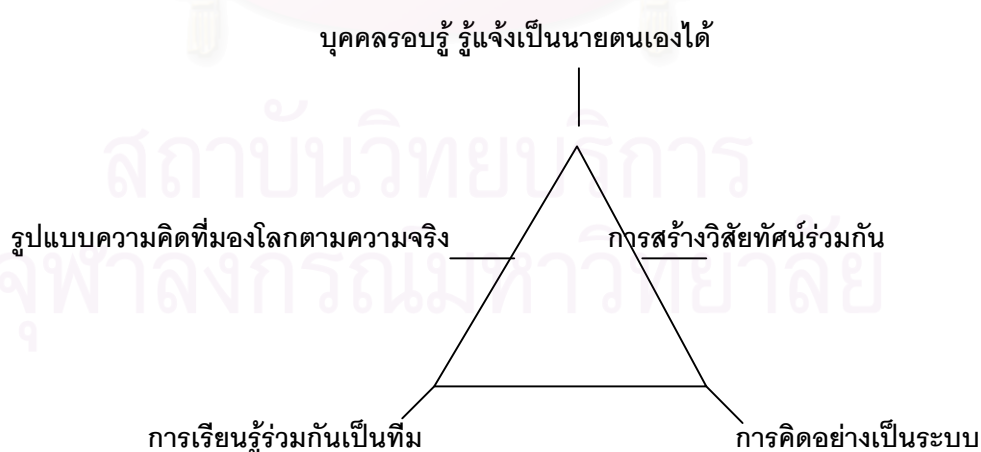 บุคคลรอบรู้ รู้แจ้งเป็นนายตนเองได้
สถาบันวิทยบริการ
รูปแบบความคิดที่มองโลกตามความจริง
การสร้างวิสัยทัศน์ร่วมกัน
จุฬาลงกรณ์มหาวิทยาลัย
การเรียนรู้ร่วมกันเป็นทีม
การคิดอย่างเป็นระบบ